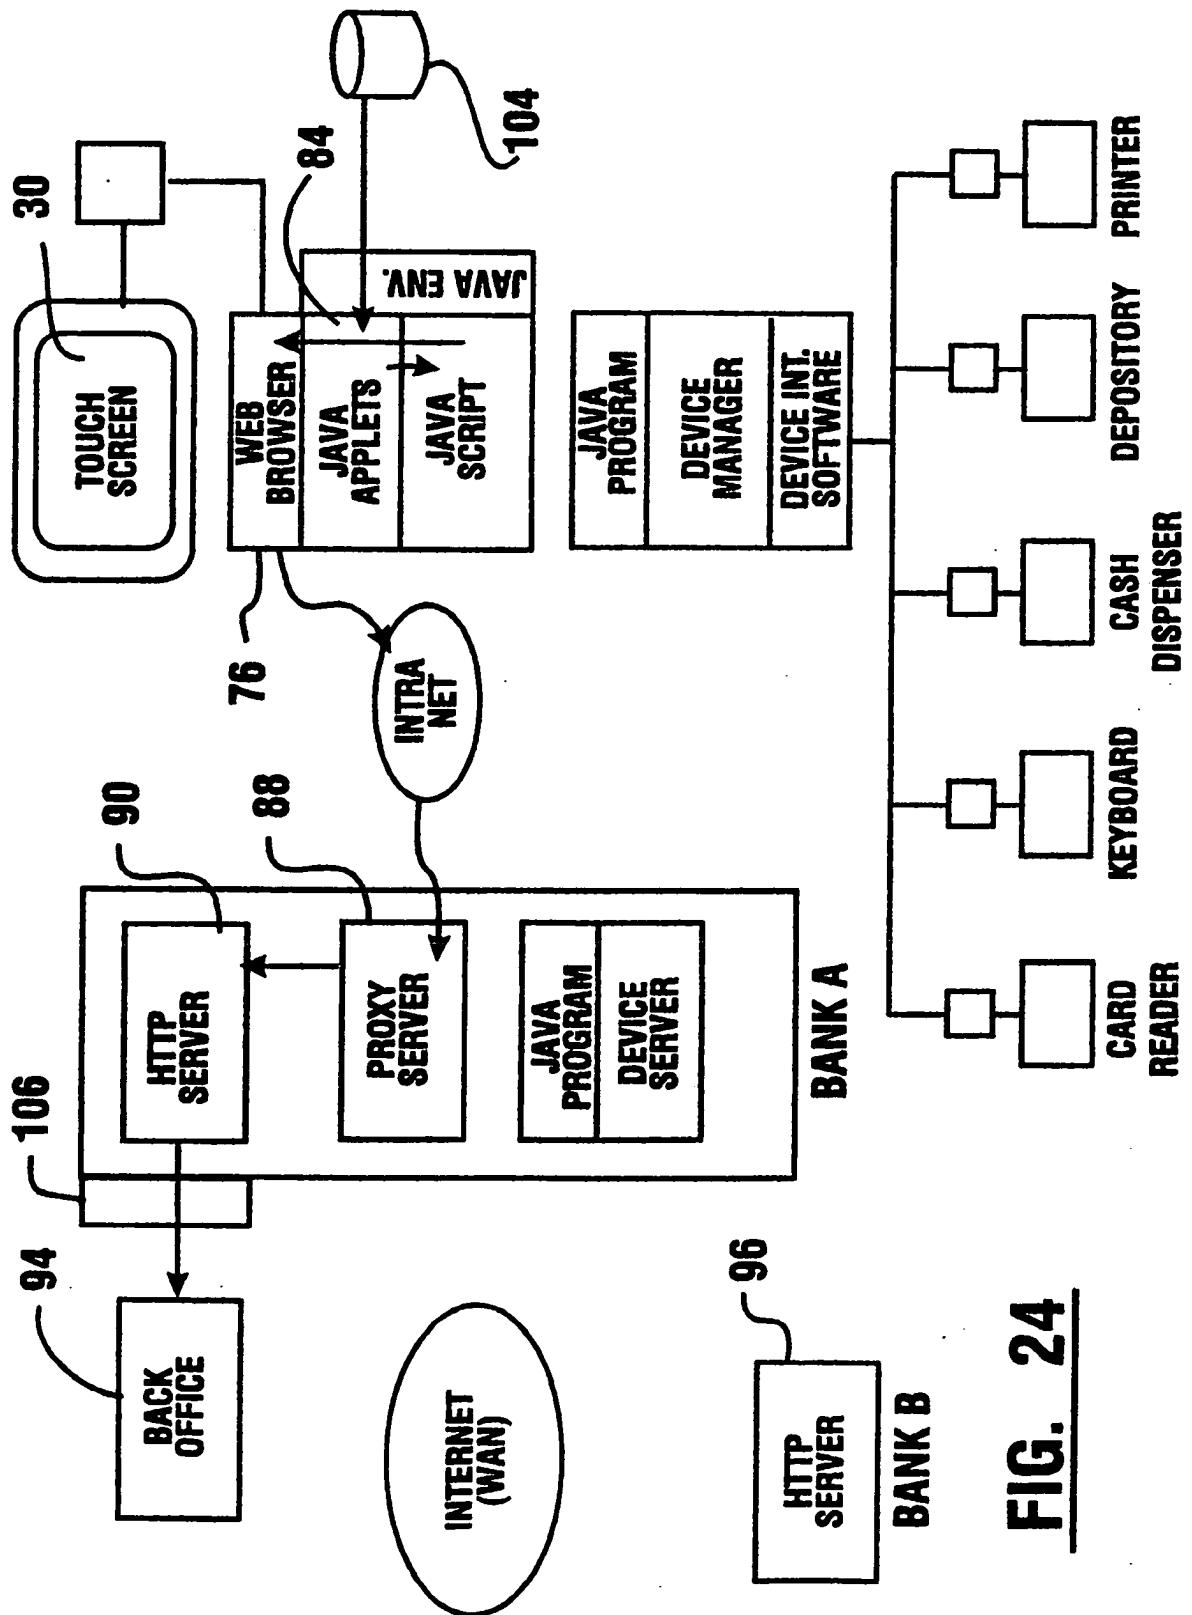 94
BACK
OFFICE
106
HTTP
SERVER
90
PROXY
SERVER
88
JAVA
PROGRAM
DEVICE
SERVER
BANK A
INTERNET
(WAN)
96
HTTP
SERVER
BANK B
INTRA
NET
76
30
TOUCH
SCREEN
WEB
BROWSER
JAVA
APPLETS
JAVA
SCRIPT
JAVA ENV.
84
104
JAVA
PROGRAM
DEVICE
MANAGER
DEVICE INT.
SOFTWARE
CARD
READER
KEYBOARD
CASH
DISPENSER
DEPOSITORY
PRINTER
FIG. 24